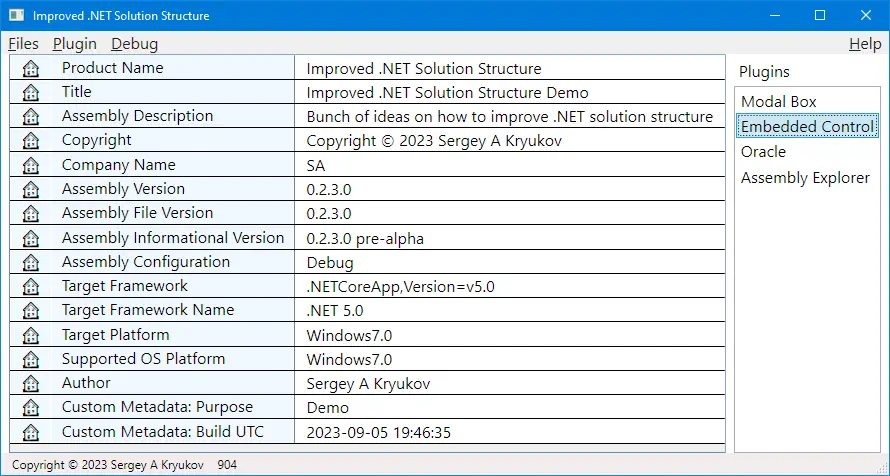 Improved .NET Solution Structure
Files Plugin Debug Help
Product Name Improved .NET Solution Structure
Title Improved .NET Solution Structure Demo
Assembly Description Bunch of ideas on how to improve .NET solution structure
Copyright Copyright © 2023 Sergey A Kryukov
Company Name SA
Assembly Version 0.2.3.0
Assembly File Version 0.2.3.0
Assembly Informational Version 0.2.3.0 pre-alpha
Assembly Configuration Debug
Target Framework .NETCoreApp,Version=v5.0
Target Framework Name .NET 5.0
Target Platform Windows7.0
Supported OS Platform Windows7.0
Author Sergey A Kryukov
Custom Metadata: Purpose Demo
Custom Metadata: Build UTC 2023-09-05 19:46:35
Plugins
Modal Box
Embedded Control
Oracle
Assembly Explorer
Copyright © 2023 Sergey A Kryukov 904